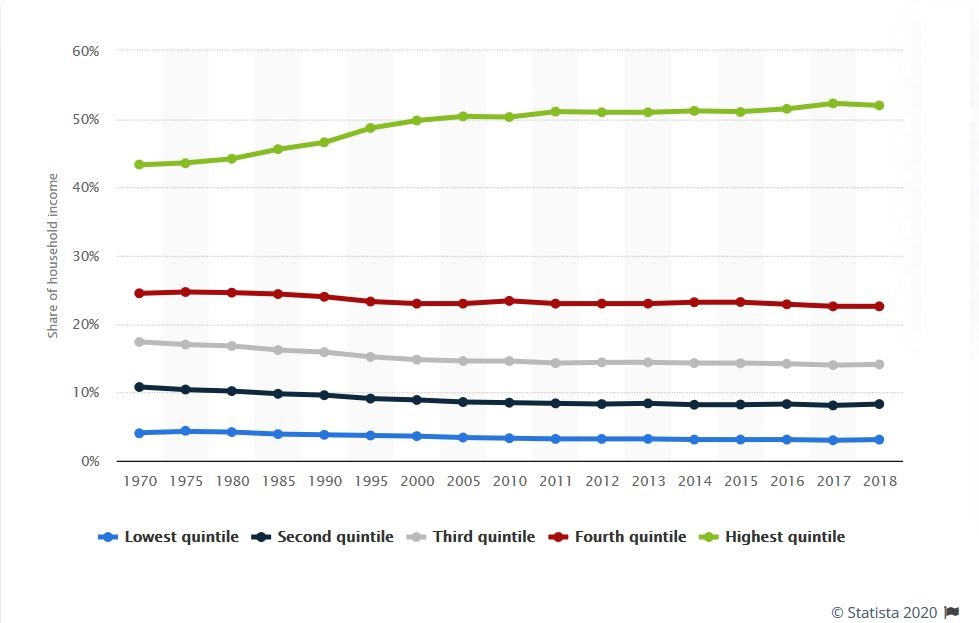 60%
50%
40%
30%
20%
10%
0%
Share of household income
1970 1975 1980 1985 1990 1995 2000 2005 2010 2011 2012 2013 2014 2015 2016 2017 2018
Lowest quintile Second quintile Third quintile Fourth quintile Highest quintile
© Statista 2020